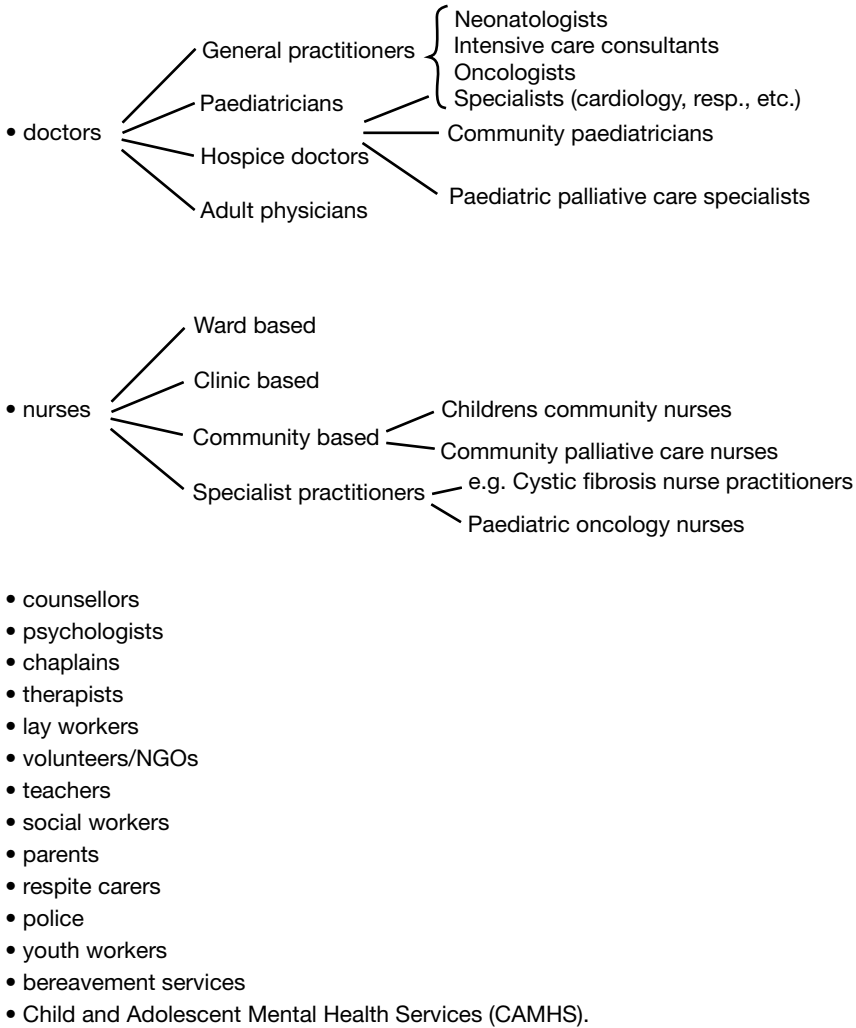 • doctors
General practitioners
Paediatricians
Hospice doctors
Adult physicians
Neonatologists
Intensive care consultants
Oncologists
Specialists (cardiology, resp., etc.)
Community paediatricians
Paediatric palliative care specialists
• nurses
Ward based
Clinic based
Community based
Specialist practitioners
Childrens community nurses
Community palliative care nurses
e.g. Cystic fibrosis nurse practitioners
Paediatric oncology nurses
• counsellors
• psychologists
• chaplains
• therapists
• lay workers
• volunteers/NGOs
• teachers
• social workers
• parents
• respite carers
• police
• youth workers
• bereavement services
• Child and Adolescent Mental Health Services (CAMHS).